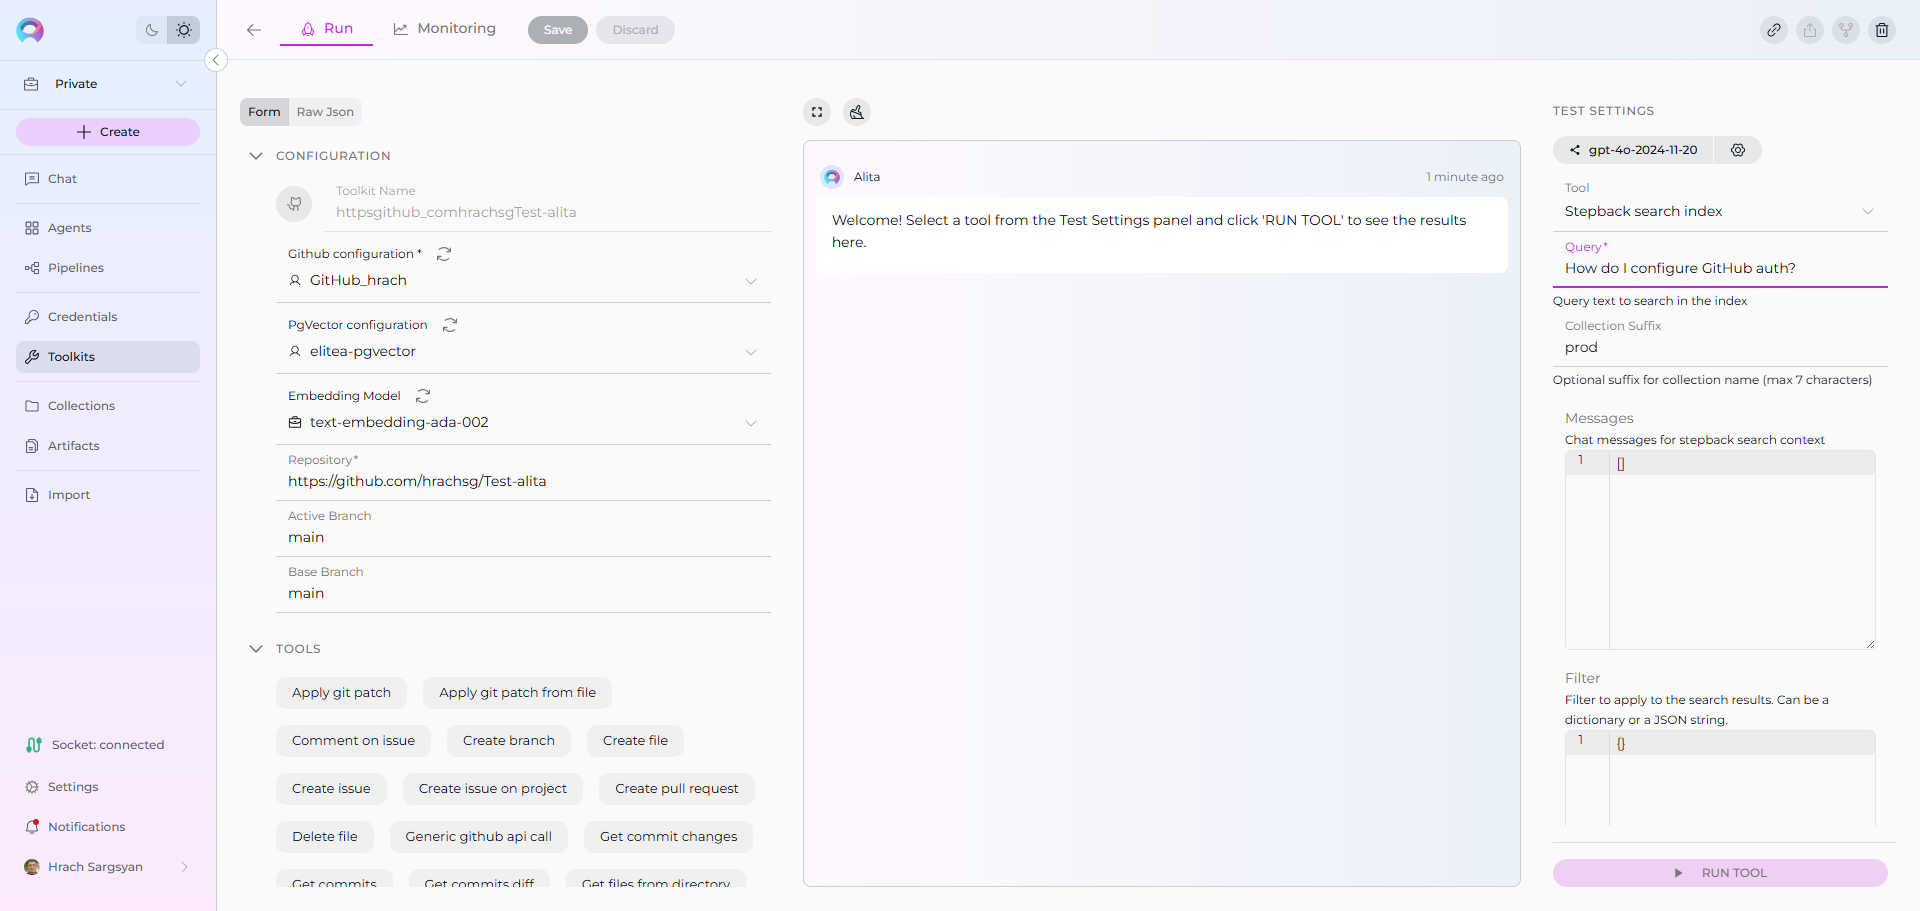 Run
Monitoring
Save
Discard
Private
Create
Chat
Agents
Pipelines
Credentials
Toolkits
Collections
Artifacts
Import
Socket: connected
Settings
Notifications
Hrach Sargsyan
Form
Raw Json
CONFIGURATION
Toolkit Name
httpsgithub_comhrachsgTest-alita
Github configuration *
GitHub_hrach
PgVector configuration
elitea-pgvector
Embedding Model
text-embedding-ada-002
Repository*
https://github.com/hrachsg/Test-alita
Active Branch
main
Base Branch
main
TOOLS
Apply git patch
Apply git patch from file
Comment on issue
Create branch
Create file
Create issue
Create issue on project
Create pull request
Delete file
Generic github api call
Get commit changes
Get commits
Get commits diff
Get files from directory
Alita
1 minute ago
Welcome! Select a tool from the Test Settings panel and click 'RUN TOOL' to see the results
here.
TEST SETTINGS
gpt-4o-2024-11-20
Tool
Stepback search index
Query*
How do I configure GitHub auth?
Query text to search in the index
Collection Suffix
prod
Optional suffix for collection name (max 7 characters)
Messages
Chat messages for stepback search context
1
[]
Filter
Filter to apply to the search results. Can be a
dictionary or a JSON string.
1
{}
RUN TOOL